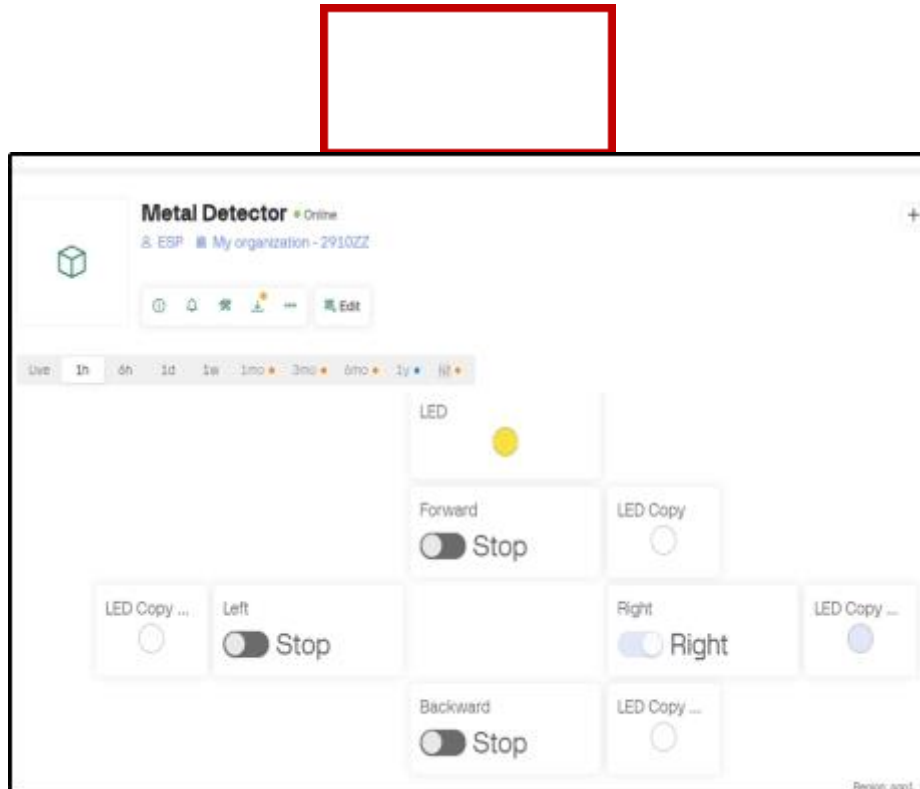 Metal Detector • Online
ESP My organization - 2910ZZ
Edit
Live 1h 6h 1d 1w 1mo 3mo 6mo 1y
LED
Forward LED Copy
Stop
LED Copy ... Left Right LED Copy ...
Stop Right
Backward LED Copy ...
Stop
Region: